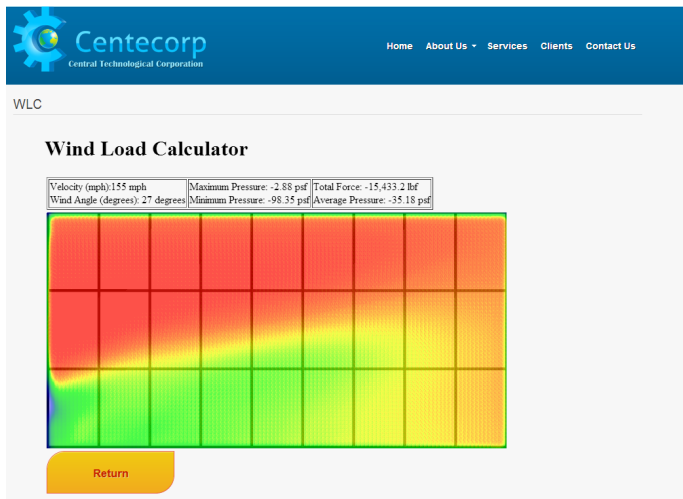 Centecorp
Central Technological Corporation
Home About Us Services Clients Contact Us
WLC
Wind Load Calculator
Velocity (mph):155 mph Maximum Pressure: -2.88 psf Total Force: -15,433.2 lbf
Wind Angle (degrees): 27 degrees Minimum Pressure: -98.35 psf Average Pressure: -35.18 psf
Return